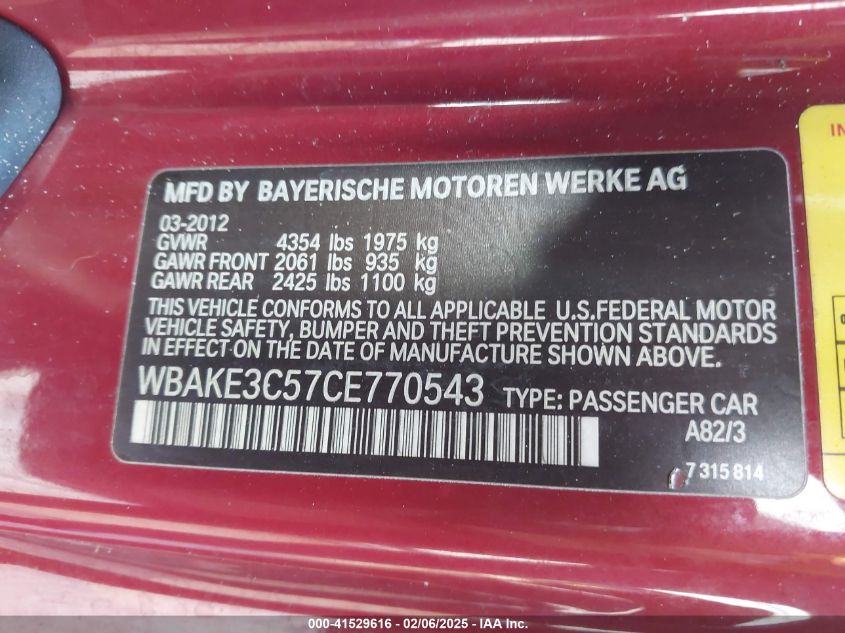 MFD BY BAYERISCHE MOTOREN WERKE AG
03-2012
GVWR 4354 lbs 1975 kg
GAWR FRONT 2061 lbs 935 kg
GAWR REAR 2425 lbs 1100 kg
THIS VEHICLE CONFORMS TO ALL APPLICABLE U.S.FEDERAL MOTOR
VEHICLE SAFETY, BUMPER AND THEFT PREVENTION STANDARDS
IN EFFECT ON THE DATE OF MANUFACTURE SHOWN ABOVE.
WBAKE3C57CE770543 TYPE: PASSENGER CAR
A82/3
7 315 814
000-41529616 - 02/06/2025 - IAA Inc.